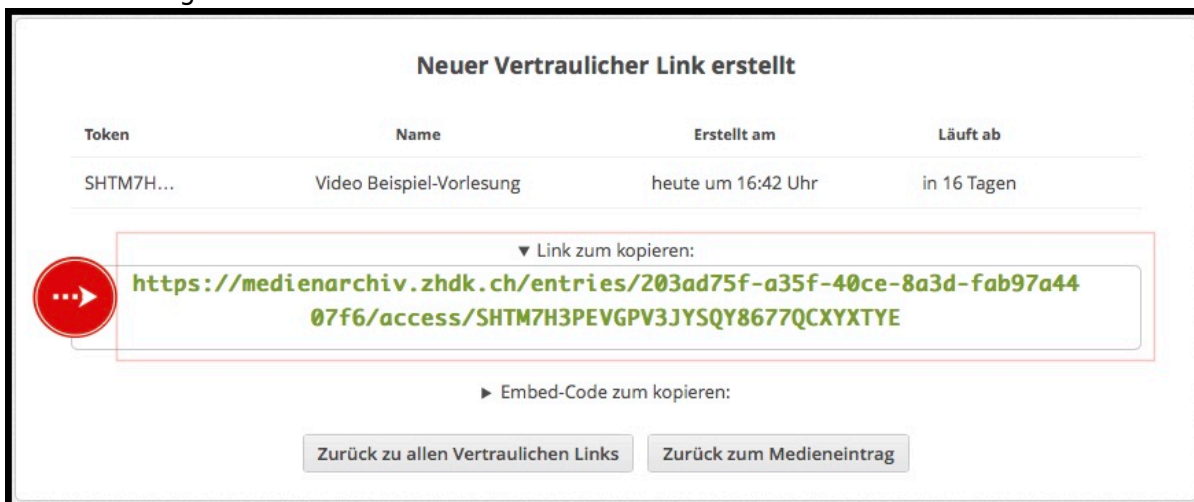 Neuer Vertraulicher Link erstellt
Token Name Erstellt am Läuft ab
SHTM7H... Video Beispiel-Vorlesung heute um 16:42 Uhr in 16 Tagen
▼ Link zum kopieren:
https://medienarchiv.zhdk.ch/entries/203ad75f-a35f-40ce-8a3d-fab97a44
07f6/access/SHTM7H3PEVGPV3JYSQY8677QCXYXTYE
► Embed-Code zum kopieren:
Zurück zu allen Vertraulichen Links Zurück zum Medieneintrag